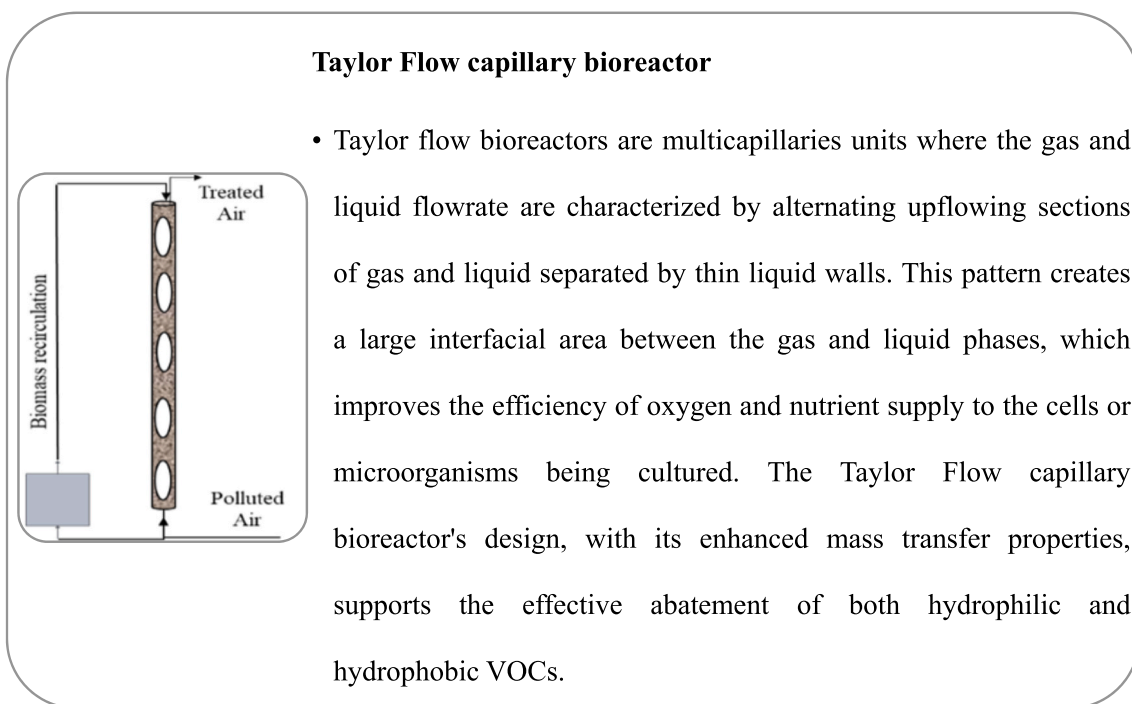 Taylor Flow capillary bioreactor
• Taylor flow bioreactors are multicapillaries units where the gas and
liquid flowrate are characterized by alternating upflowing sections
of gas and liquid separated by thin liquid walls. This pattern creates
a large interfacial area between the gas and liquid phases, which
improves the efficiency of oxygen and nutrient supply to the cells or
microorganisms being cultured. The Taylor Flow capillary
bioreactor's design, with its enhanced mass transfer properties,
supports the effective abatement of both hydrophilic and
hydrophobic VOCs.
Treated
Air
Biomass recirculation
Polluted
Air